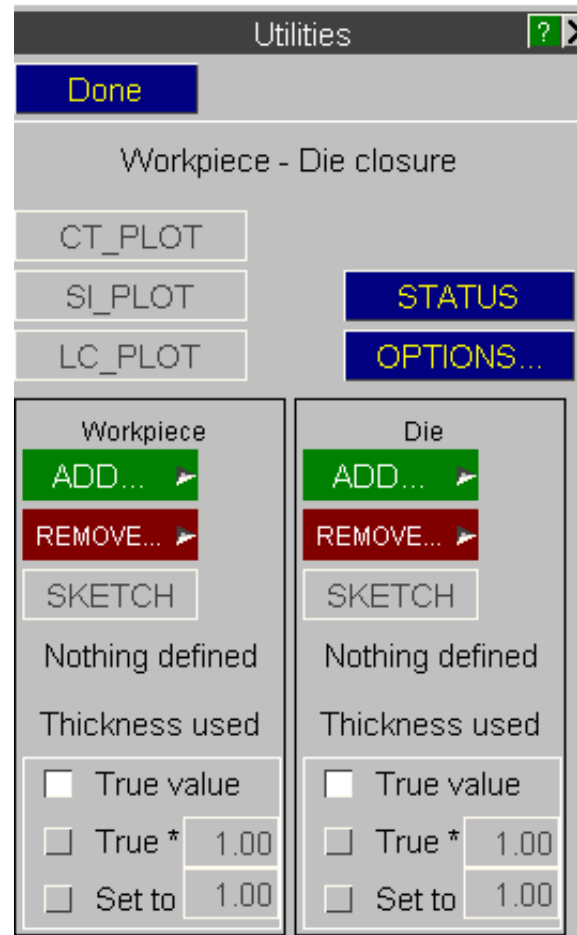 Utilities ? X
Done
Workpiece - Die closure
CT_PLOT
SI_PLOT STATUS
LC_PLOT OPTIONS...
Workpiece
ADD...
REMOVE...
SKETCH
Nothing defined
Thickness used
True value
True * 1.00
Set to 1.00
Die
ADD...
REMOVE...
SKETCH
Nothing defined
Thickness used
True value
True * 1.00
Set to 1.00